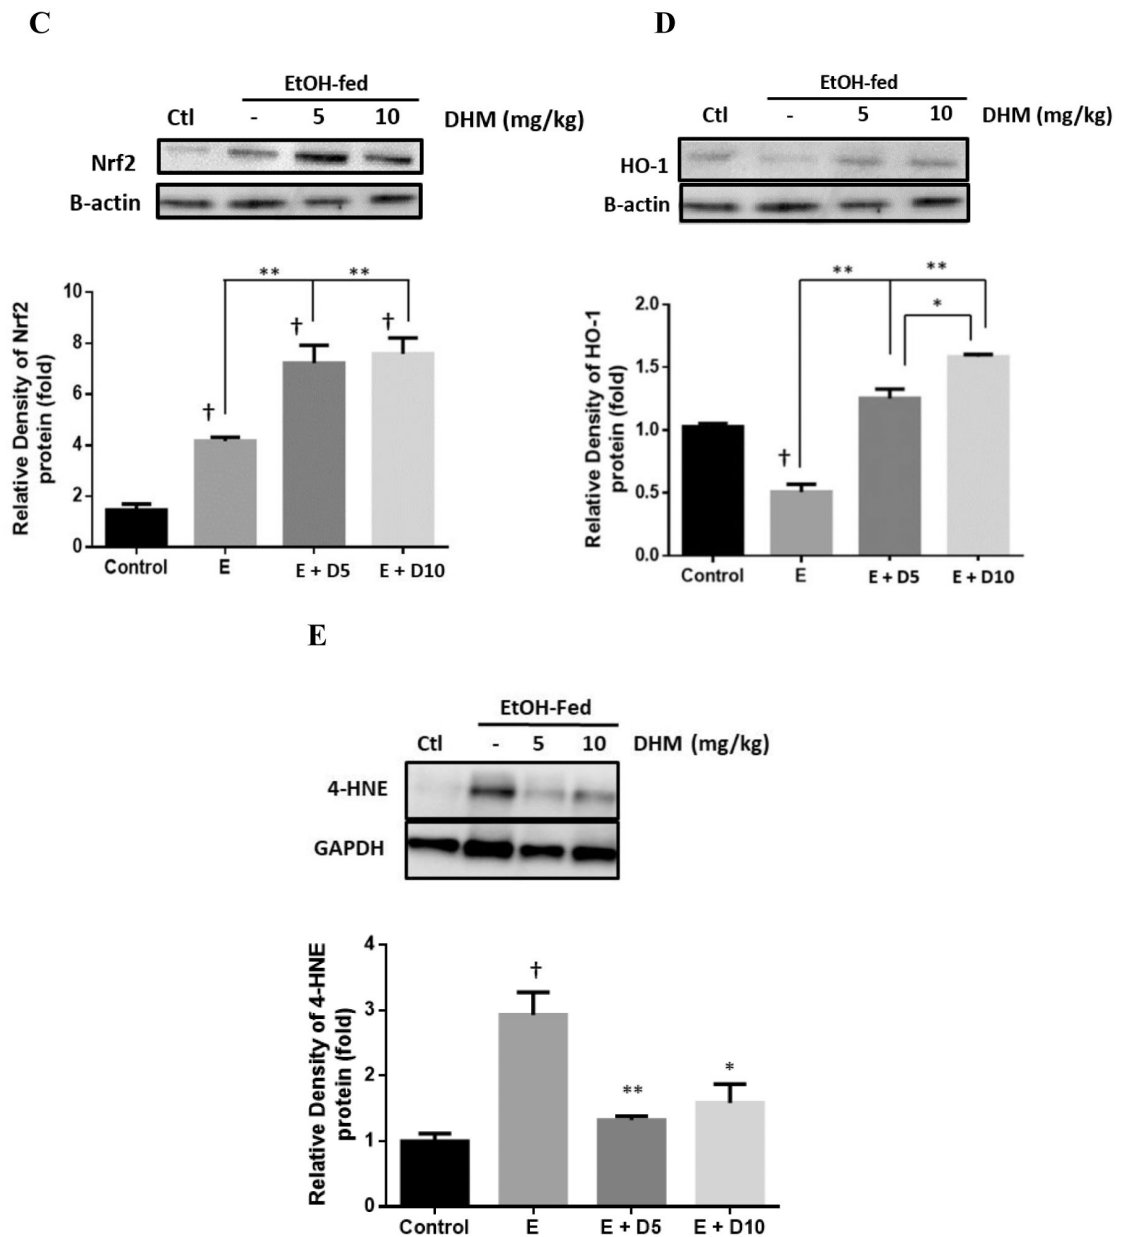 C
EtOH-fed
Ctl - 5 10 DHM (mg/kg)
Nrf2
B-actin
** **
† † †
Relative Density of Nrf2
protein (fold)
10
8
6
4
2
0
Control E E + D5 E + D10
D
EtOH-fed
Ctl - 5 10 DHM (mg/kg)
HO-1
B-actin
** **
*
†
Relative Density of HO-1
protein (fold)
2.0
1.5
1.0
0.5
0.0
Control E E + D5 E + D10
E
EtOH-Fed
Ctl - 5 10 DHM (mg/kg)
4-HNE
GAPDH
† ** *
Relative Density of 4-HNE
protein (fold)
4
3
2
1
0
Control E E + D5 E + D10